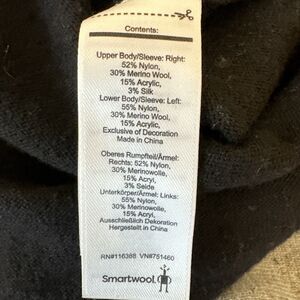 Contents:
Upper Body/Sleeve: Right:
52% Nylon,
30% Merino Wool,
15% Acrylic,
3% Silk
Lower Body/Sleeve: Left:
55% Nylon,
30% Merino Wool,
15% Acrylic,
Exclusive of Decoration
Made in China
Oberes Rumpfteil/Ärmel:
Rechts: 52% Nylon,
30% Merinowolle,
15% Acryl,
3% Seide
Unterkörper/Ärmel: Links:
55% Nylon,
30% Merinowolle,
15% Acryl,
Ausschließlich Dekoration
Hergestellt in China
RN#116388 VN#751460
Smartwool